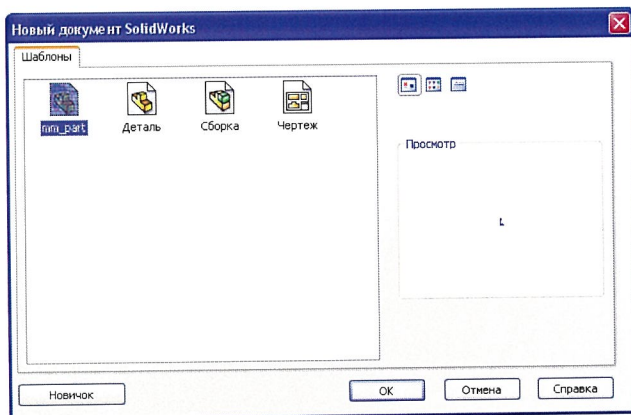 Новый документ SolidWorks
Шаблоны
mm_part
Деталь
Сборка
Чертеж
Просмотр
Новичок
OK
Отмена
Справка